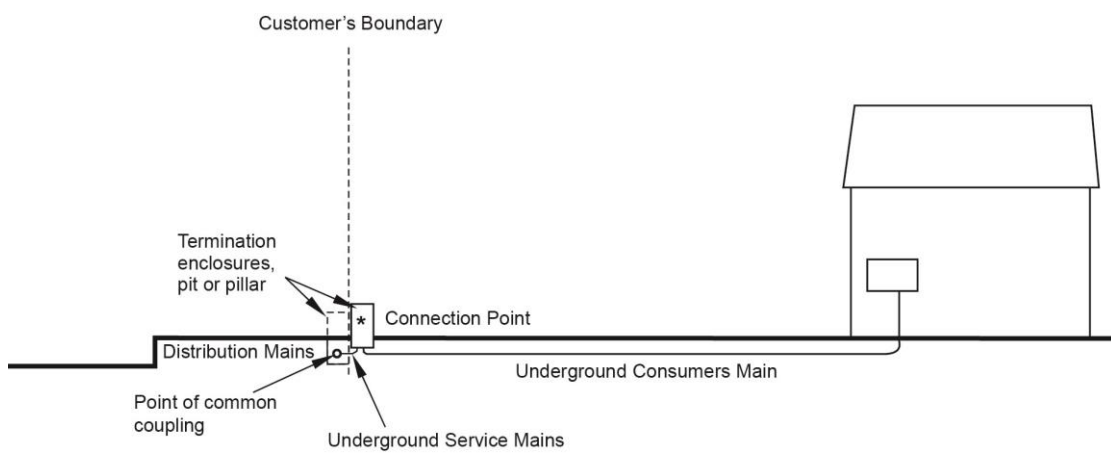 Customer's Boundary
Termination
enclosures,
pit or pillar
*
Connection Point
Distribution Mains
Underground Consumers Main
Point of common
coupling
Underground Service Mains